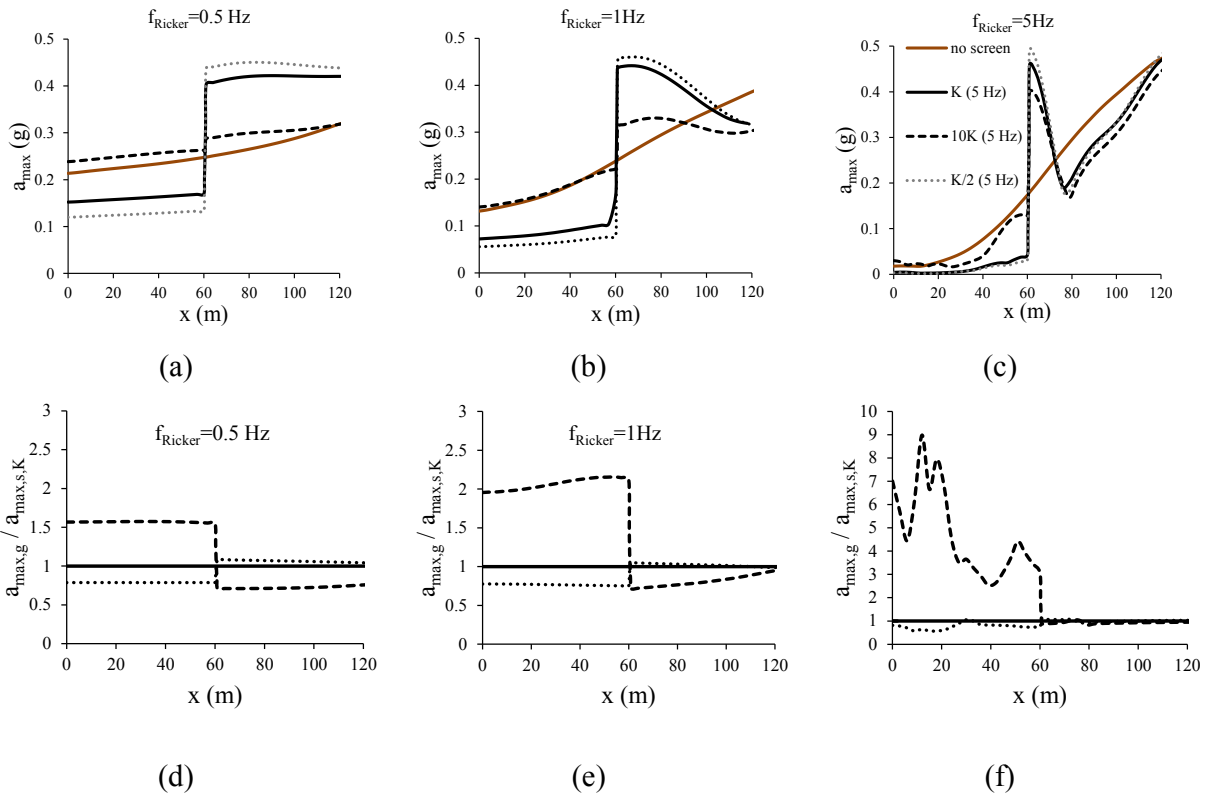 f_Ricker=0.5 Hz
f_Ricker=1Hz
f_Ricker=5Hz
a_max (g)
0.5
0.4
0.3
0.2
0.1
0
0 20 40 60 80 100 120
x (m)
(a)
a_max (g)
0.5
0.4
0.3
0.2
0.1
0
0 20 40 60 80 100 120
x (m)
(b)
a_max (g)
0.5
0.4
0.3
0.2
0.1
0
no screen
K (5 Hz)
10K (5 Hz)
K/2 (5 Hz)
0 20 40 60 80 100 120
x (m)
(c)
f_Ricker=0.5 Hz
a_max,g / a_max,s,K
3
2.5
2
1.5
1
0.5
0
0 20 40 60 80 100 120
x (m)
(d)
f_Ricker=1Hz
a_max,g / a_max,s,K
3
2.5
2
1.5
1
0.5
0
0 20 40 60 80 100 120
x (m)
(e)
a_max,g / a_max,s,K
10
9
8
7
6
5
4
3
2
1
0
0 20 40 60 80 100 120
x (m)
(f)